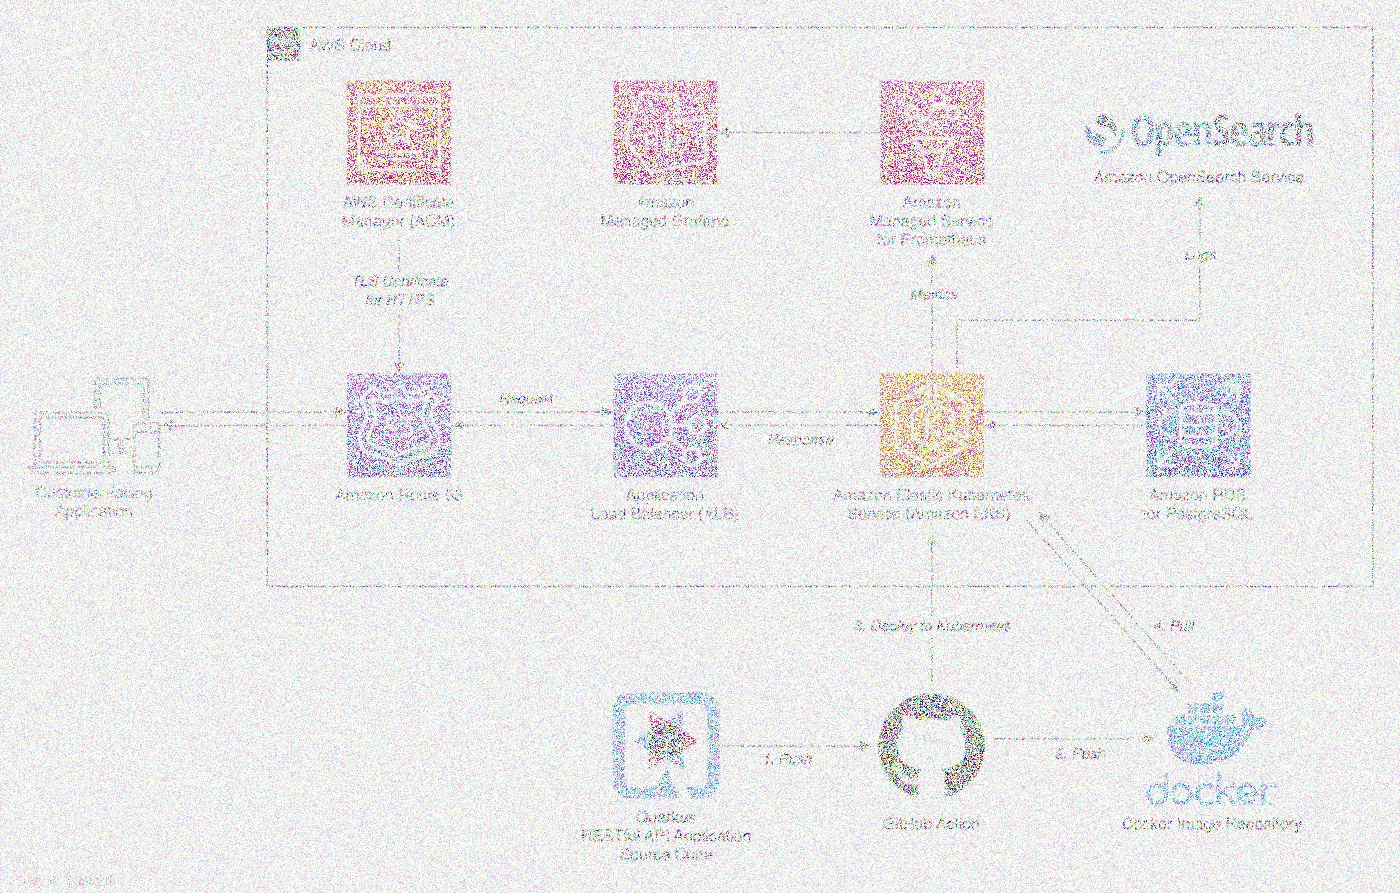 AWS Cloud
OpenSearch
Amazon OpenSearch Service
AWS Certificate
Manager (ACM)
Amazon
Managed Grafana
Amazon
Managed Service
for Prometheus
Logs
TLS Certificate
for HTTPS
Metrics
Request
Response
Application
Amazon Route 53
Application
Load Balancer (ALB)
Amazon Elastic Kubernetes
Service (Amazon EKS)
Amazon RDS
for PostgreSQL
3. Deploy to Kubernetes
4. Pull
1. Push
2. Push
docker
Quarkus
RESTful API Application
Source Code
GitHub Action
Docker Image Repository